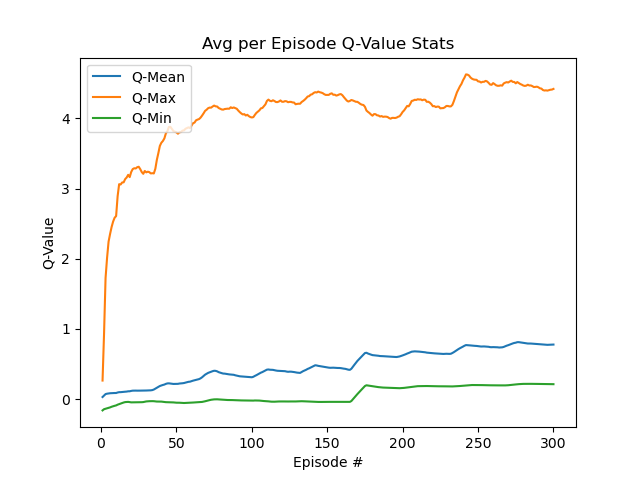 Avg per Episode Q-Value Stats
Q-Mean
Q-Max
Q-Min
Q-Value
4
3
2
1
0
0 50 100 150 200 250 300
Episode #